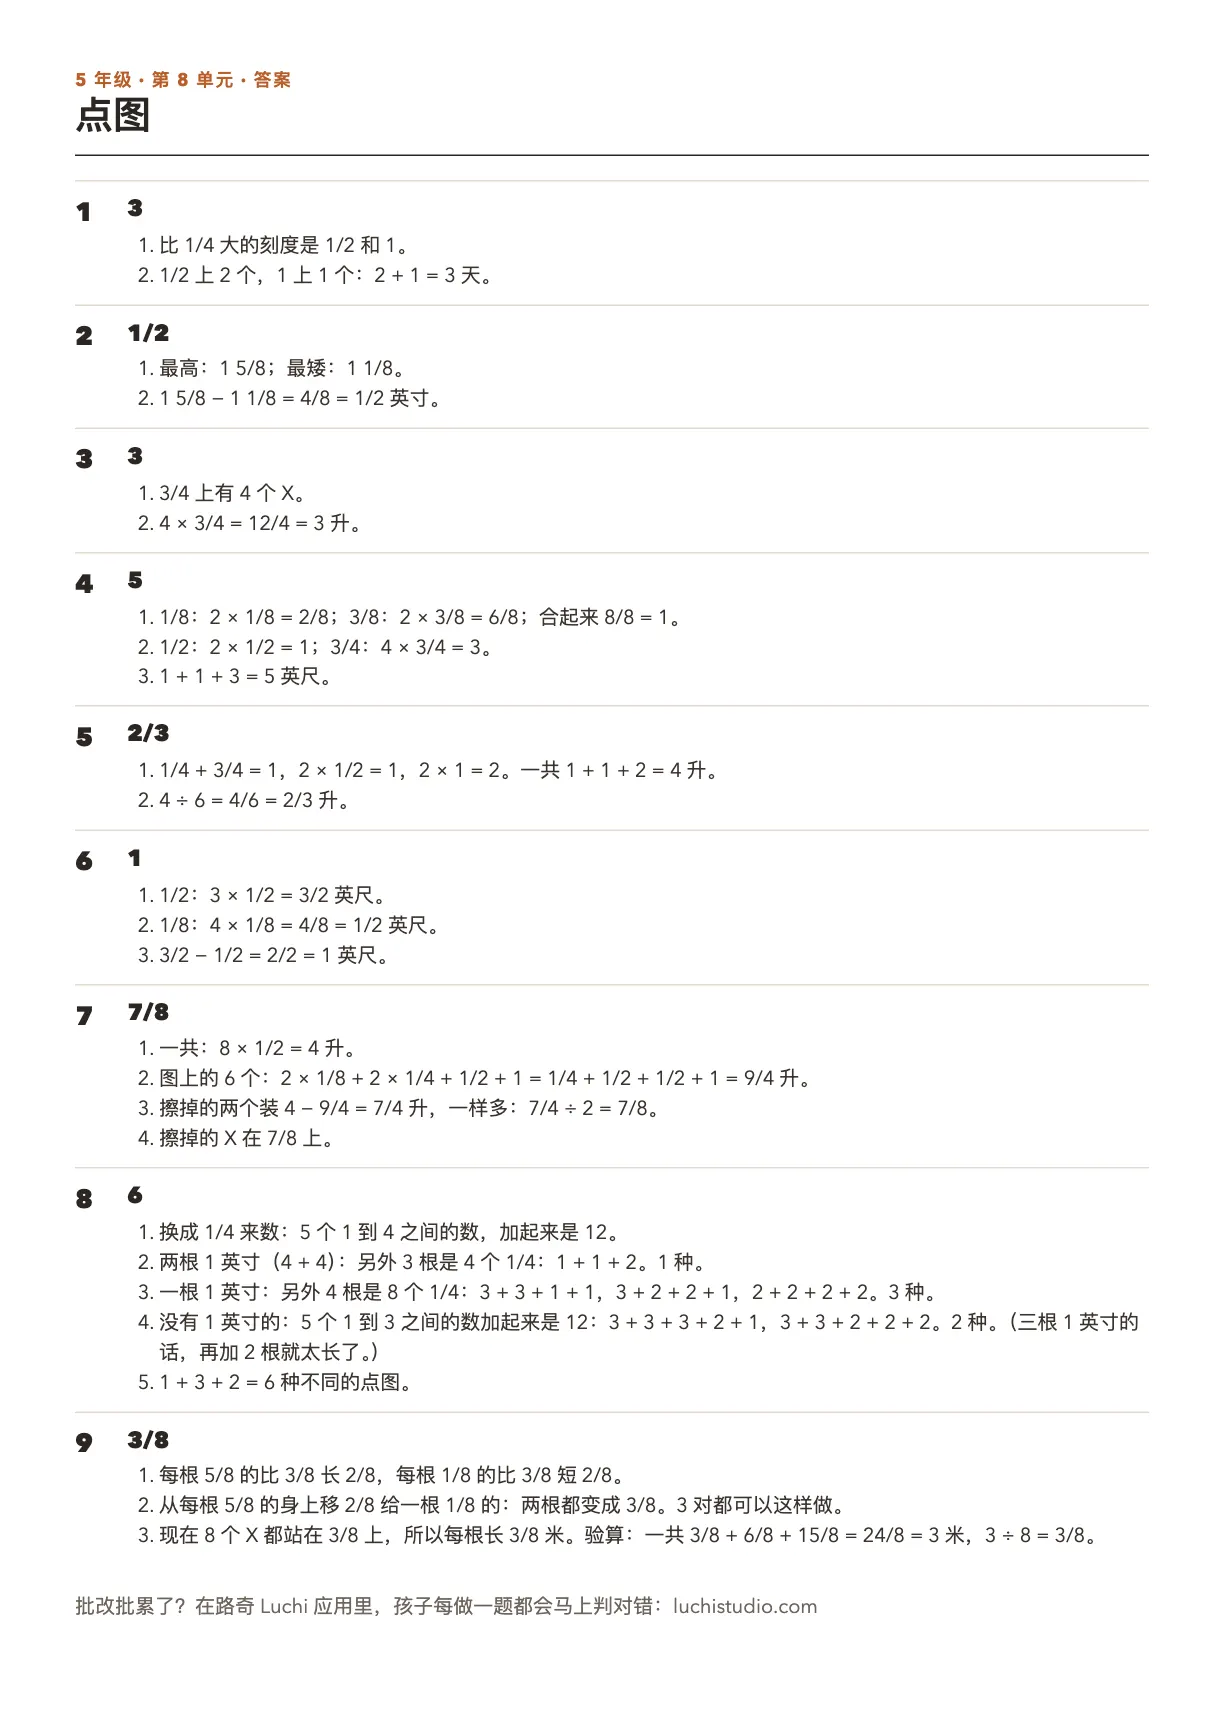 5 年级 · 第 8 单元 · 答案
点图
1 3
1. 比 1/4 大的刻度是 1/2 和 1。
2. 1/2 上 2 个，1 上 1 个：2 + 1 = 3 天。
2 1/2
1. 最高：1 5/8；最矮：1 1/8。
2. 1 5/8 − 1 1/8 = 4/8 = 1/2 英寸。
3 3
1. 3/4 上有 4 个 X。
2. 4 × 3/4 = 12/4 = 3 升。
4 5
1. 1/8：2 × 1/8 = 2/8；3/8：2 × 3/8 = 6/8；合起来 8/8 = 1。
2. 1/2：2 × 1/2 = 1；3/4：4 × 3/4 = 3。
3. 1 + 1 + 3 = 5 英尺。
5 2/3
1. 1/4 + 3/4 = 1，2 × 1/2 = 1，2 × 1 = 2。一共 1 + 1 + 2 = 4 升。
2. 4 ÷ 6 = 4/6 = 2/3 升。
6 1
1. 1/2：3 × 1/2 = 3/2 英尺。
2. 1/8：4 × 1/8 = 4/8 = 1/2 英尺。
3. 3/2 − 1/2 = 2/2 = 1 英尺。
7 7/8
1. 一共：8 × 1/2 = 4 升。
2. 图上的 6 个：2 × 1/8 + 2 × 1/4 + 1/2 + 1 = 1/4 + 1/2 + 1/2 + 1 = 9/4 升。
3. 擦掉的两个装 4 − 9/4 = 7/4 升，一样多：7/4 ÷ 2 = 7/8。
4. 擦掉的 X 在 7/8 上。
8 6
1. 换成 1/4 来数：5 个 1 到 4 之间的数，加起来是 12。
2. 两根 1 英寸（4 + 4）：另外 3 根是 4 个 1/4：1 + 1 + 2。1 种。
3. 一根 1 英寸：另外 4 根是 8 个 1/4：3 + 3 + 1 + 1，3 + 2 + 2 + 1，2 + 2 + 2 + 2。3 种。
4. 没有 1 英寸的：5 个 1 到 3 之间的数加起来是 12：3 + 3 + 3 + 2 + 1，3 + 3 + 2 + 2 + 2。2 种。（三根 1 英寸的
话，再加 2 根就太长了。）
5. 1 + 3 + 2 = 6 种不同的点图。
9 3/8
1. 每根 5/8 的比 3/8 长 2/8，每根 1/8 的比 3/8 短 2/8。
2. 从每根 5/8 的身上移 2/8 给一根 1/8 的：两根都变成 3/8。3 对都可以这样做。
3. 现在 8 个 X 都站在 3/8 上，所以每根长 3/8 米。验算：一共 3/8 + 6/8 + 15/8 = 24/8 = 3 米，3 ÷ 8 = 3/8。
批改批累了？在路奇 Luchi 应用里，孩子每做一题都会马上判对错：luchistudio.com